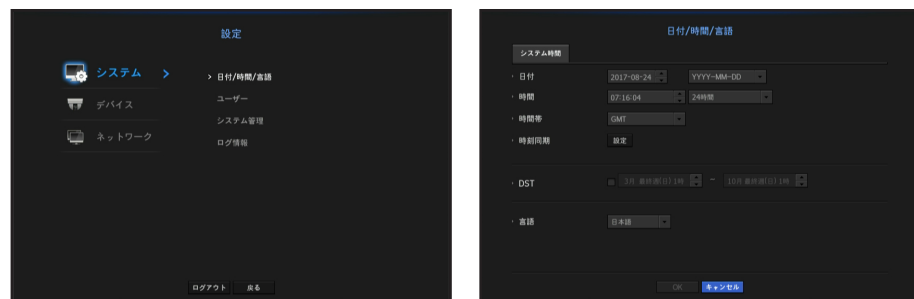 設定
システム >
> 日付/時間/言語
デバイス
ユーザー
システム管理
ネットワーク
ログ情報
ログアウト 戻る
日付/時間/言語
システム時間
・日付 2017-08-24 YYYY-MM-DD
・時間 07:16:04 24時間
・時間帯 GMT
・時刻同期 設定
・DST 3月 最終週(日) 1時 ~ 10月 最終週(日) 1時
・言語 日本語
OK キャンセル